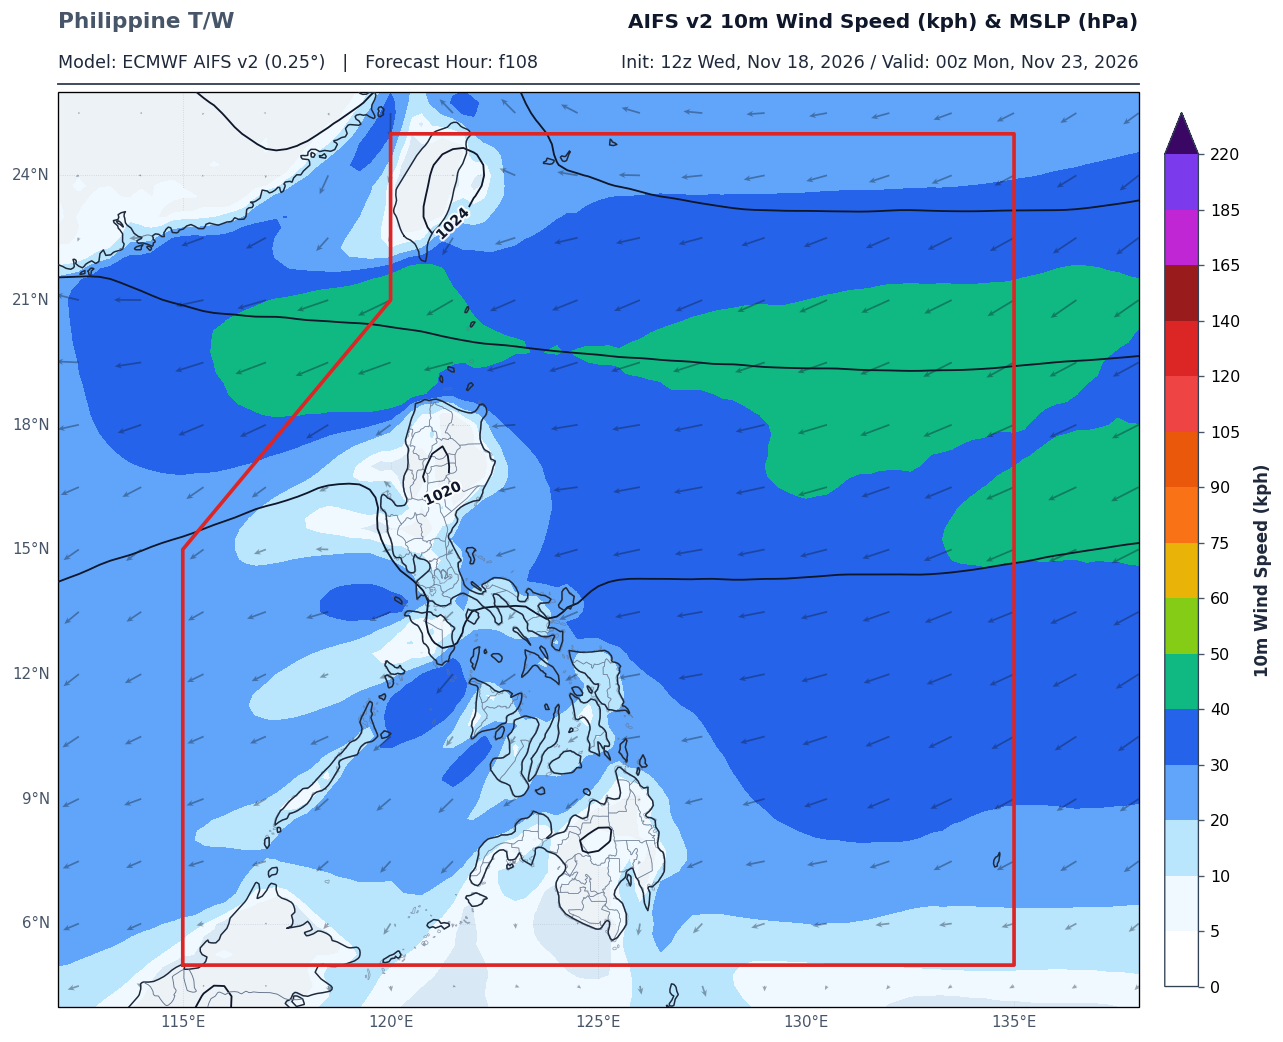 Philippine T/W
AIFS v2 10m Wind Speed (kph) & MSLP (hPa)
Model: ECMWF AIFS v2 (0.25°) | Forecast Hour: f108
Init: 12z Wed, Nov 18, 2026 / Valid: 00z Mon, Nov 23, 2026
24°N
21°N
18°N
15°N
12°N
9°N
6°N
1024
1020
115°E
120°E
125°E
130°E
135°E
220
185
165
140
120
105
90
75
60
50
40
30
20
10
5
0
10m Wind Speed (kph)